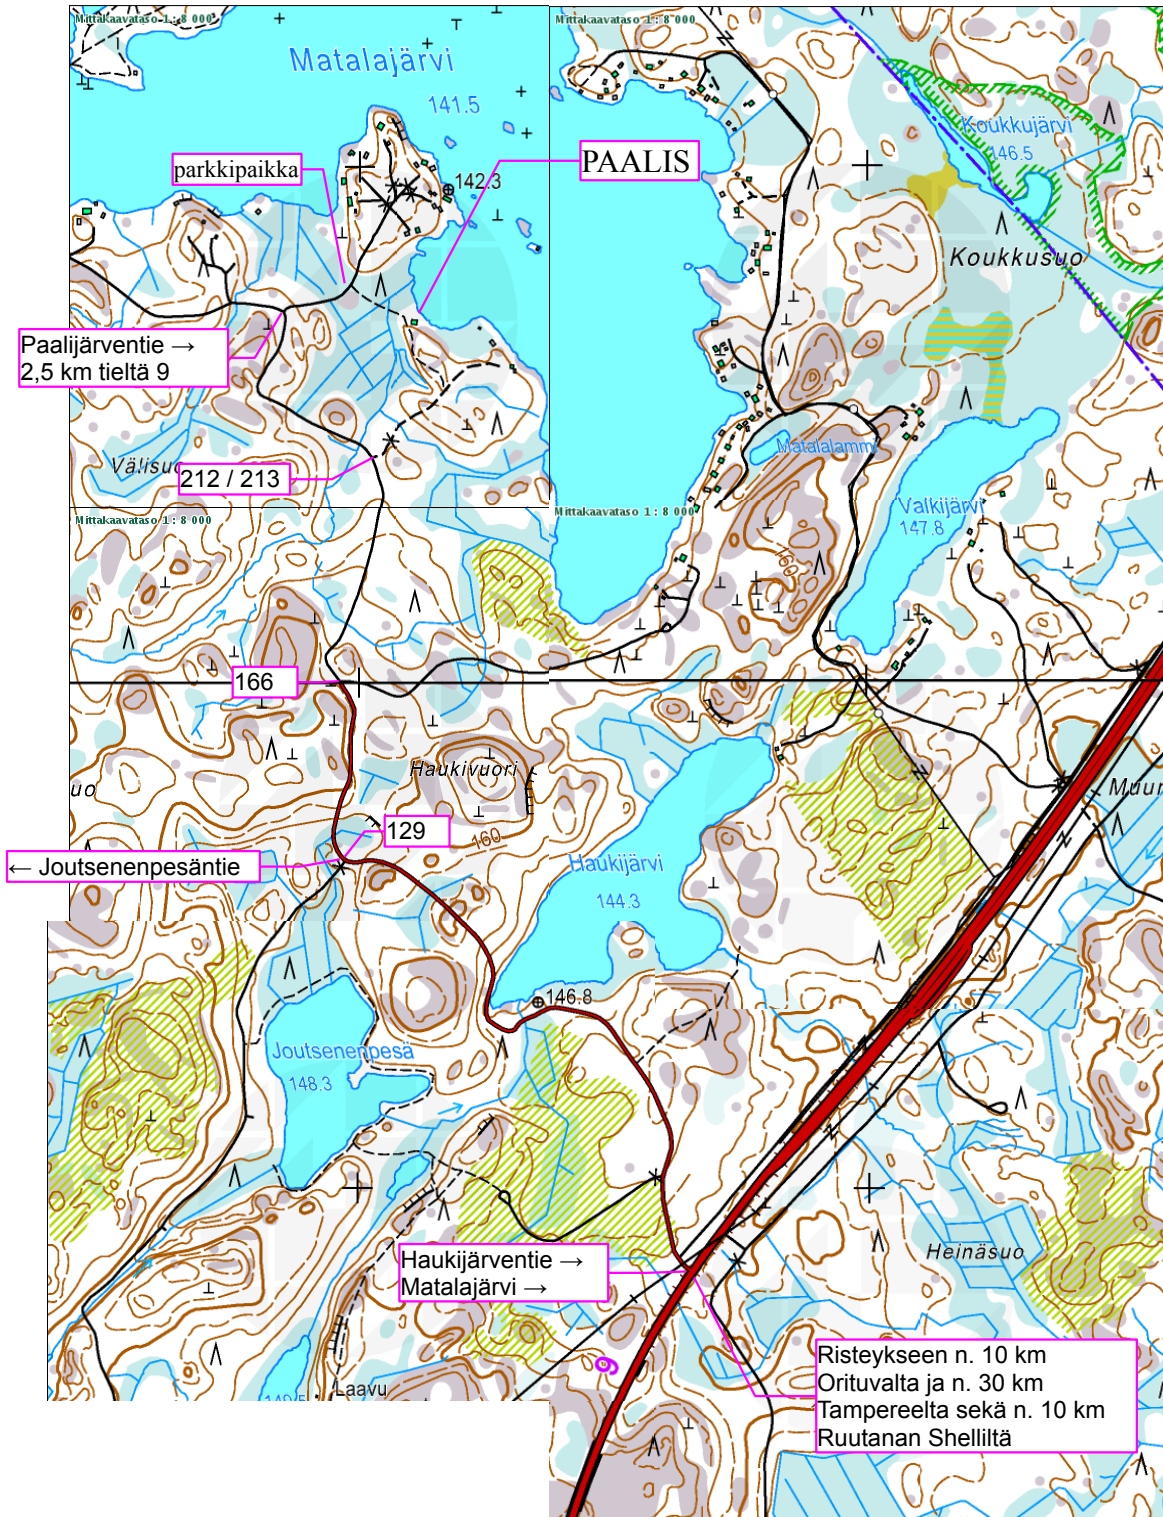 Mittakaavataso 1: 8 000
Mittakaavataso 1: 8 000
Matalajärvi
141.5
Koukkujärvi
146.5
parkkipaikka
PAALIS
142.3
Koukkusuo
Paalijärventie →
2,5 km tieltä 9
Matalalammi
Välisuo
212 / 213
Valkijärvi
147.8
Mittakaavataso 1: 8 000
Mittakaavataso 1: 8 000
160
166
Haukivuori
uo
Muur
129
160
← Joutsenenpesäntie
Haukijärvi
144.3
146.8
Joutsenenpesä
148.3
Haukijärventie →
Matalajärvi →
Heinäsuo
9
Risteykseen n. 10 km
Orituvalta ja n. 30 km
Tampereelta sekä n. 10 km
Ruutanan Shelliltä
Laavu